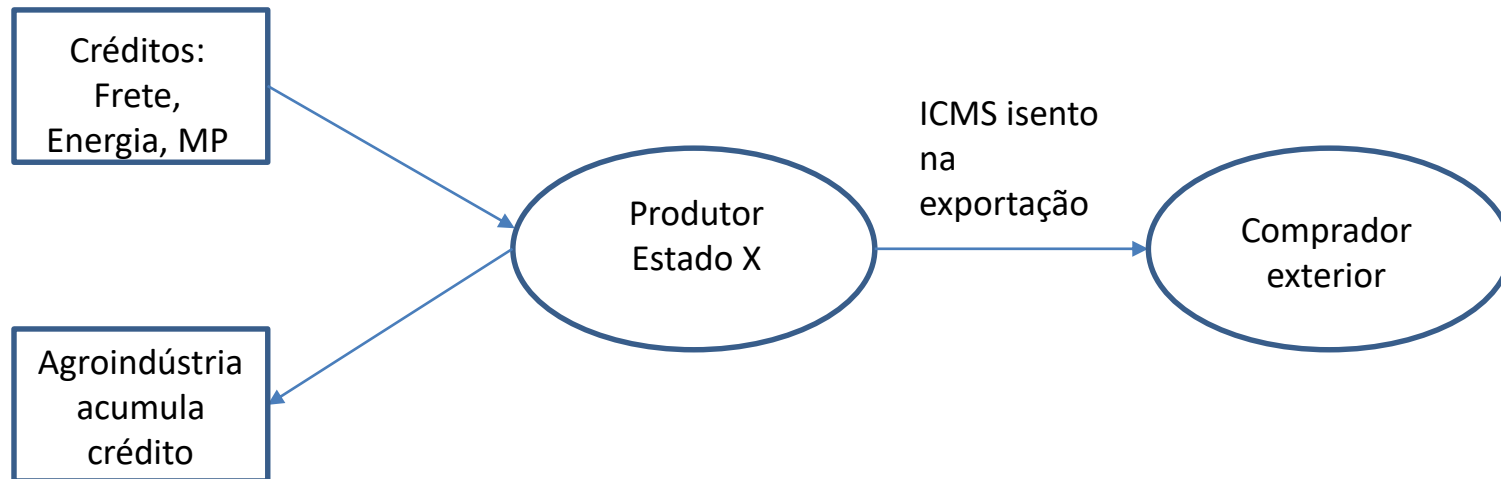 Créditos:
Frete,
Energia, MP
ICMS isento
na
exportação
Produtor
Estado X
Comprador
exterior
Agroindústria
acumula
crédito